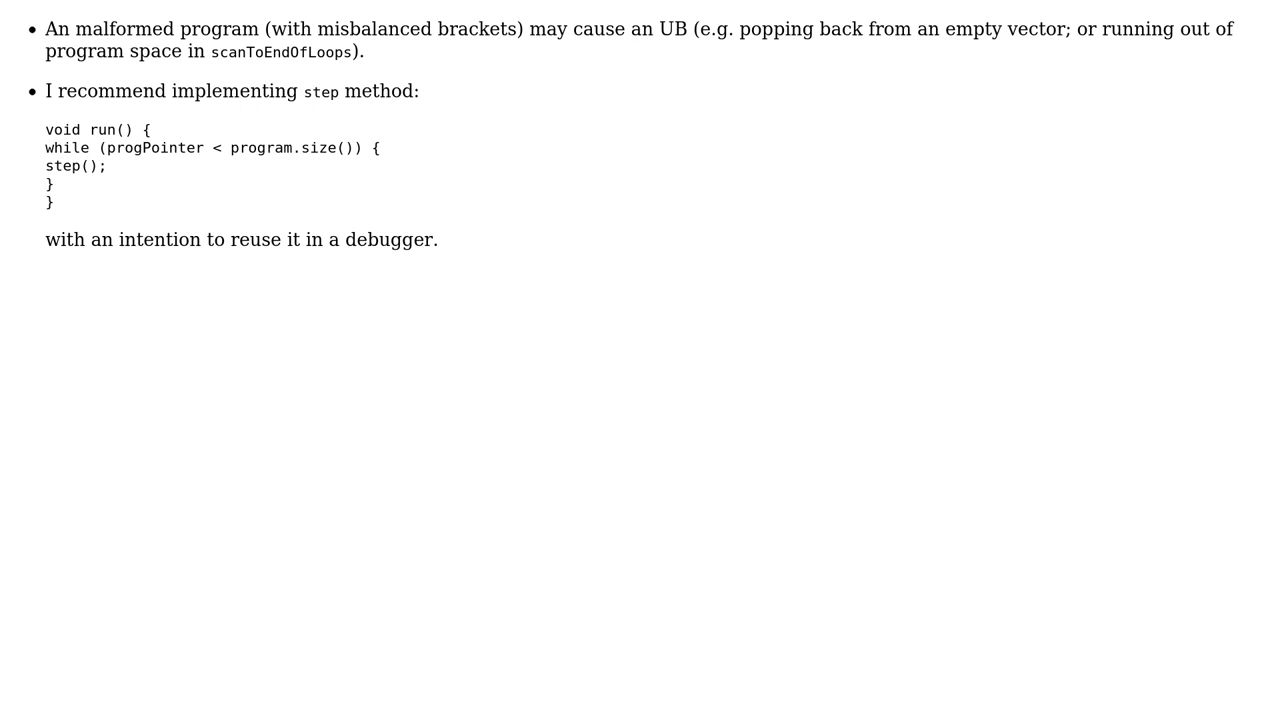 • An malformed program (with misbalanced brackets) may cause an UB (e.g. popping back from an empty vector; or running out of
program space in scanToEndOfLoops).
• I recommend implementing step method:
void run() {
while (progPointer < program.size()) {
step();
}
}
with an intention to reuse it in a debugger.